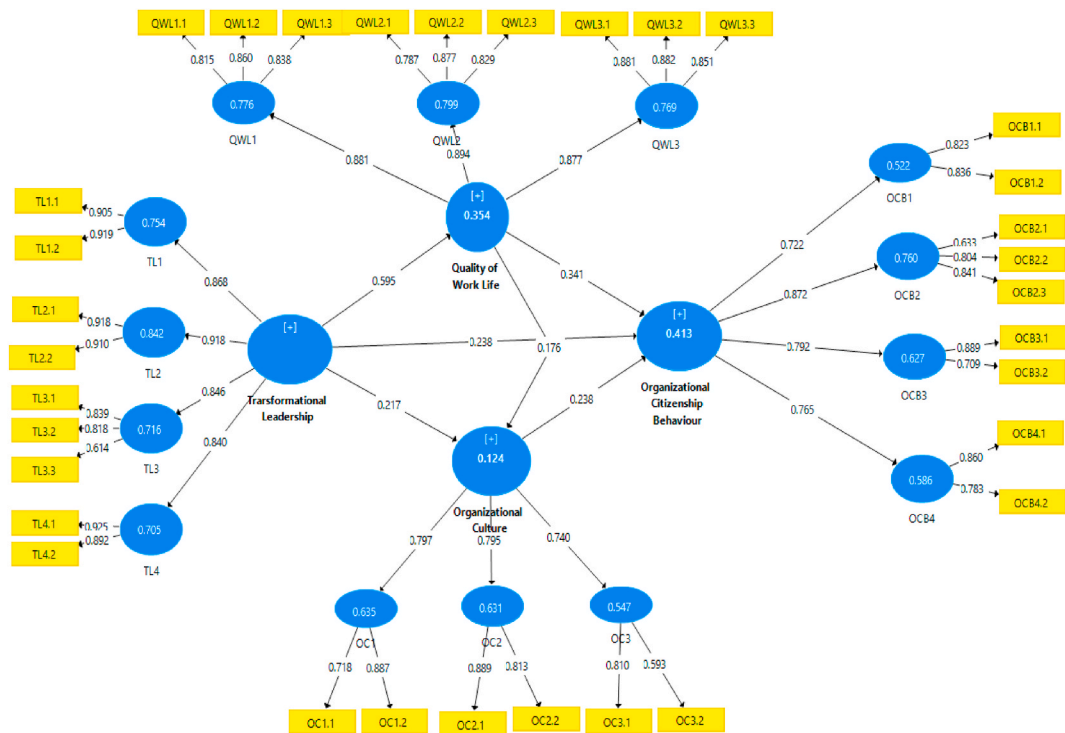 QWL1.1 QWL1.2 QWL1.3 QWL2.1 QWL2.2 QWL2.3 QWL3.1 QWL3.2 QWL3.3
0.815 0.860 0.838 0.787 0.877 0.829 0.881 0.882 0.851
0.776 0.799 0.769
QWL1 QWL2 QWL3
0.881 0.894 0.877
OCB1.1
0.823
0.522
0.836
OCB1.2
OCB1
TL1.1
0.905
0.754
0.919
TL1.2
TL1
0.868
[+]
0.354
Quality of
Work Life
0.595
0.341
0.722
OCB2.1
0.633
0.760
0.804
OCB2.2
0.841
OCB2.3
OCB2
0.872
TL2.1
0.918
0.842
0.918
0.910
TL2.2
TL2
[+]
Transformational
Leadership
0.238
0.176
[+]
0.413
Organizational
Citizenship
Behaviour
0.792
0.627
0.889
OCB3.1
0.709
OCB3.2
OCB3
TL3.1
0.839
0.846
TL3.2
0.818
0.716
0.614
TL3.3
TL3
0.840
0.217
0.238
0.765
[+]
0.124
Organizational
Culture
OCB4.1
0.860
0.586
0.783
OCB4.2
OCB4
TL4.1
0.925
0.705
0.892
TL4.2
TL4
0.797 0.795 0.740
0.635 0.631 0.547
OC1 OC2 OC3
0.718 0.887 0.889 0.813 0.810 0.593
OC1.1 OC1.2 OC2.1 OC2.2 OC3.1 OC3.2